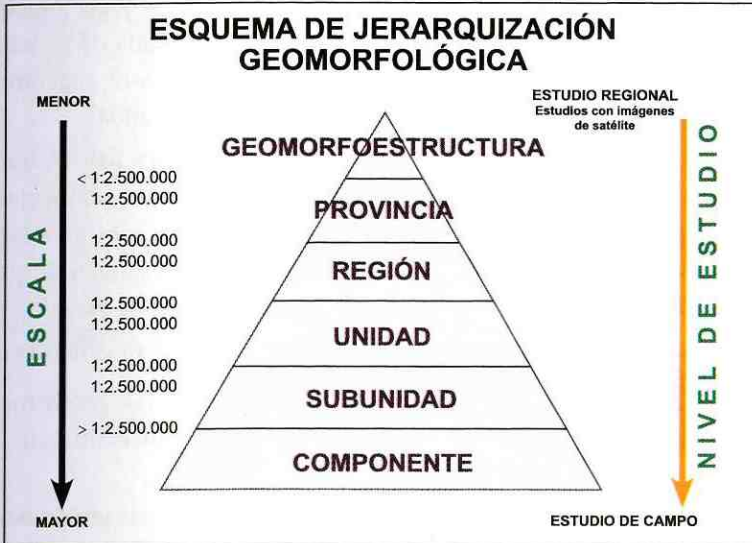 ESQUEMA DE JERARQUIZACIÓN
GEOMORFOLÓGICA
MENOR
ESTUDIO REGIONAL
Estudios con imágenes
de satélite
GEOMORFOESTRUCTURA
< 1:2.500.000
1:2.500.000
PROVINCIA
1:2.500.000
1:2.500.000
REGIÓN
1:2.500.000
1:2.500.000
UNIDAD
1:2.500.000
1:2.500.000
SUBUNIDAD
> 1:2.500.000
COMPONENTE
ESCALA
NIVEL DE ESTUDIO
MAYOR
ESTUDIO DE CAMPO